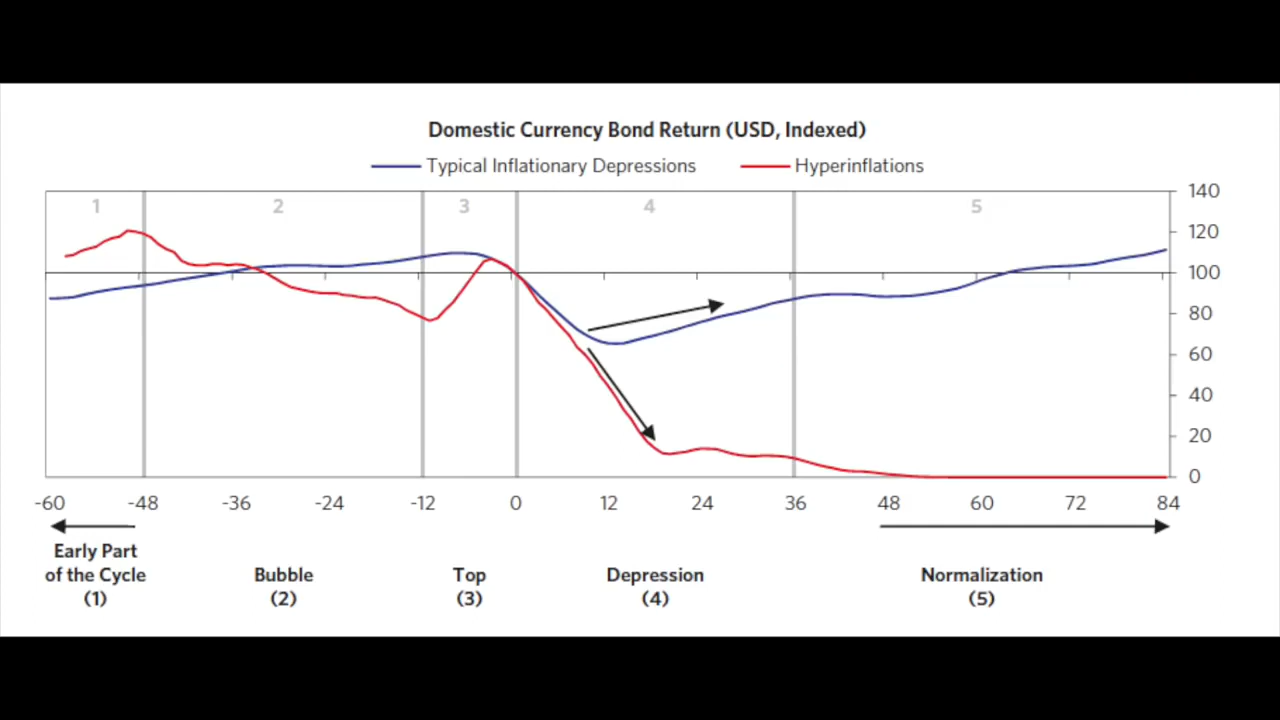 Domestic Currency Bond Return (USD, Indexed)
Typical Inflationary Depressions Hyperinflations
1 2 3 4 5
140
120
100
80
60
40
20
0
-60 -48 -36 -24 -12 0 12 24 36 48 60 72 84
Early Part
of the Cycle Bubble Top Depression Normalization
(1) (2) (3) (4) (5)